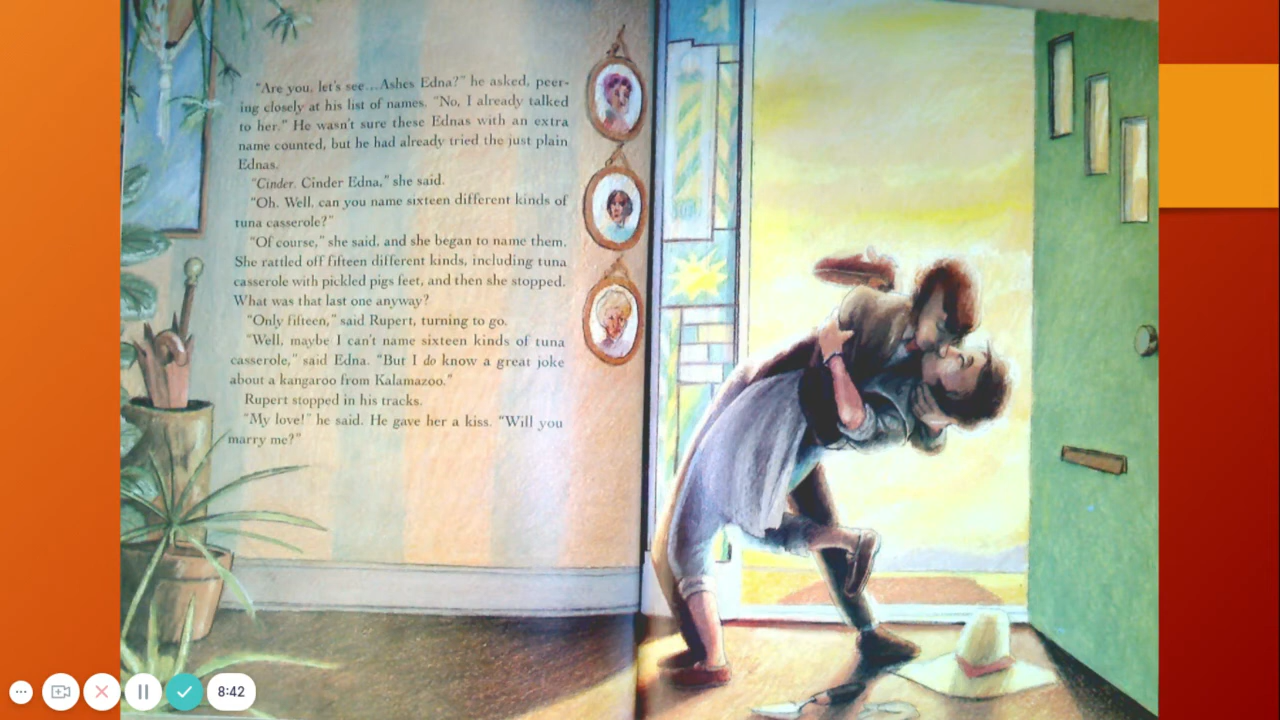 “Are you, let’s see...Ashes Edna?” he asked, peer-
ing closely at his list of names. “No, I already talked
to her.” He wasn’t sure these Ednas with an extra
name counted, but he had already tried the just plain
Ednas.
“Cinder. Cinder Edna,” she said.
“Oh. Well, can you name sixteen different kinds of
tuna casserole?”
“Of course,” she said, and she began to name them.
She rattled off fifteen different kinds, including tuna
casserole with pickled pigs feet, and then she stopped.
What was that last one anyway?
“Only fifteen,” said Rupert, turning to go.
“Well, maybe I can’t name sixteen kinds of tuna
casserole,” said Edna. “But I do know a great joke
about a kangaroo from Kalamazoo.”
Rupert stopped in his tracks.
“My love!” he said. He gave her a kiss. “Will you
marry me?”
8:42